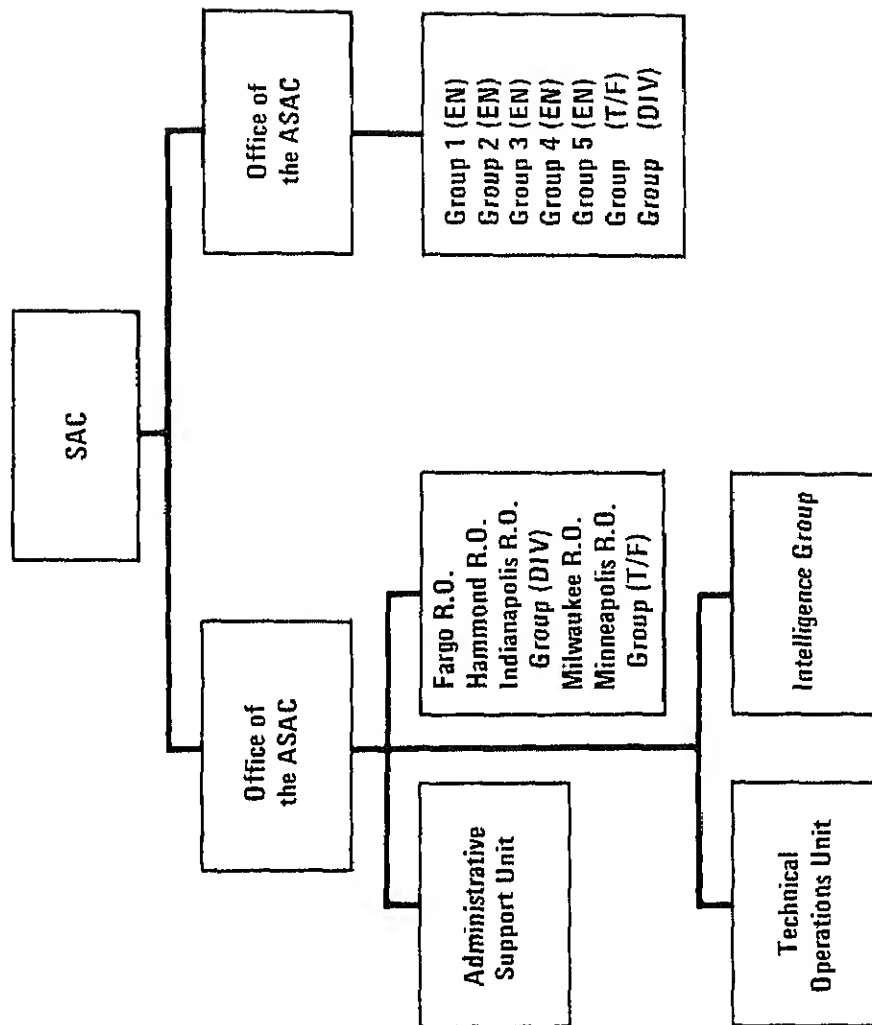 SAC
Office of
the ASAC
Office of
the ASAC
Administrative
Support Unit
Fargo R.O.
Hammond R.O.
Indianapolis R.O.
Group (DIV)
Milwaukee R.O.
Minneapolis R.O.
Group (T/F)
Technical
Operations Unit
Intelligence Group
Group 1 (EN)
Group 2 (EN)
Group 3 (EN)
Group 4 (EN)
Group 5 (EN)
Group (T/F)
Group (DIV)